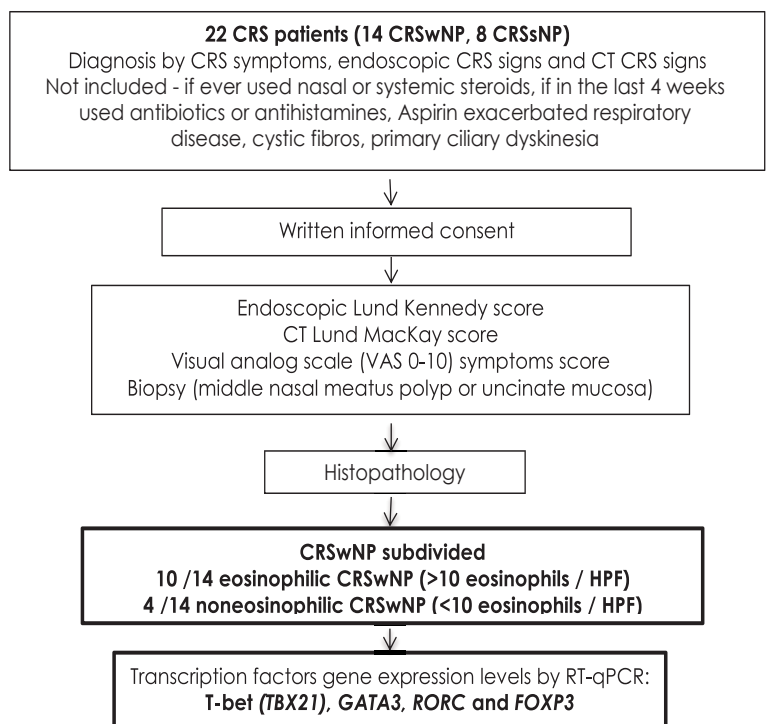 22 CRS patients (14 CRSwNP, 8 CRSsNP)
Diagnosis by CRS symptoms, endoscopic CRS signs and CT CRS signs
Not included - if ever used nasal or systemic steroids, if in the last 4 weeks
used antibiotics or antihistamines, Aspirin exacerbated respiratory
disease, cystic fibros, primary ciliary dyskinesia
Written informed consent
Endoscopic Lund Kennedy score
CT Lund MacKay score
Visual analog scale (VAS 0-10) symptoms score
Biopsy (middle nasal meatus polyp or uncinate mucosa)
Histopathology
CRSwNP subdivided
10 /14 eosinophilic CRSwNP (>10 eosinophils / HPF)
4 /14 noneosinophilic CRSwNP (<10 eosinophils / HPF)
Transcription factors gene expression levels by RT-qPCR:
T-bet (TBX21), GATA3, RORC and FOXP3